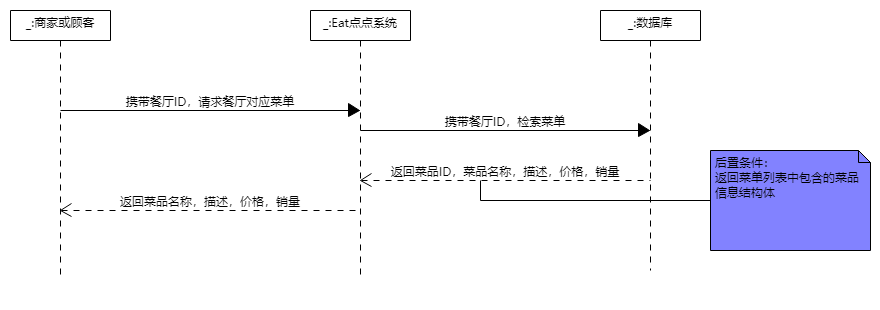 _:商家或顾客
_:Eat点点系统
_:数据库
携带餐厅ID，请求餐厅对应菜单
携带餐厅ID，检索菜单
返回菜品ID，菜品名称，描述，价格，销量
后置条件：
返回菜单列表中包含的菜品
信息结构体
返回菜品名称，描述，价格，销量